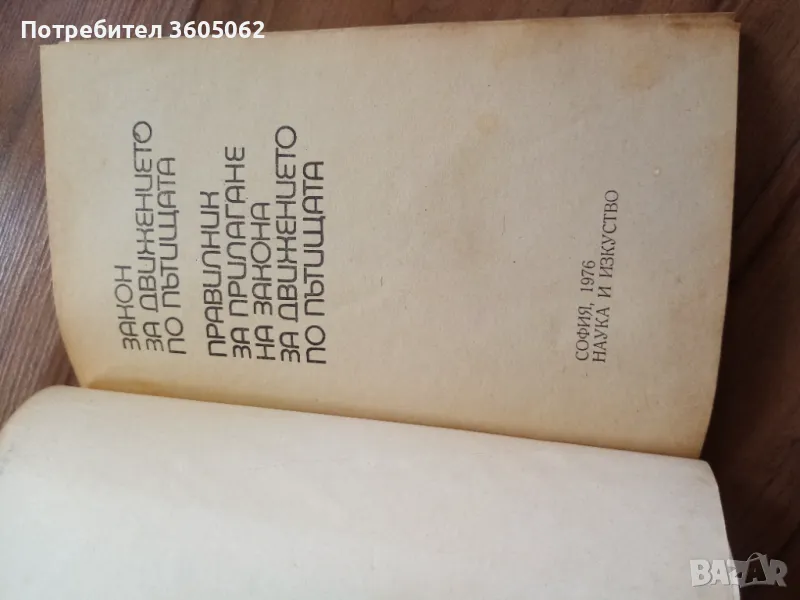 Потребител 3605062
ЗАКОН
ЗА ДВИЖЕНИЕТО
ПО ПЪТИЩАТА
ПРАВИЛНИК
ЗА ПРИЛАГАНЕ
НА ЗАКОНА
ЗА ДВИЖЕНИЕТО
ПО ПЪТИЩАТА
СОФИЯ, 1976
НАУКА И ИЗКУСТВО
BAZAR